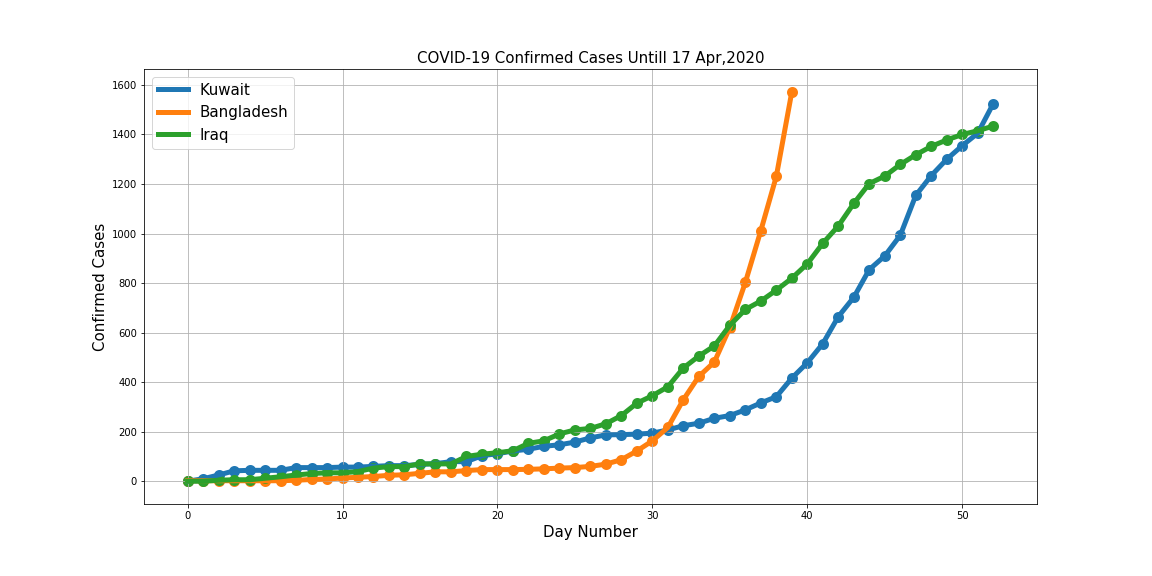 COVID-19 Confirmed Cases Untill 17 Apr,2020
Kuwait
Bangladesh
Iraq
1600
1400
1200
1000
800
600
400
200
0
Confirmed Cases
0 10 20 30 40 50
Day Number